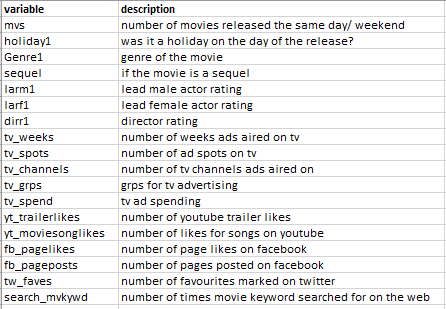 variable description
mvs number of movies released the same day/ weekend
holiday1 was it a holiday on the day of the release?
Genre1 genre of the movie
sequel if the movie is a sequel
larm1 lead male actor rating
larf1 lead female actor rating
dirr1 director rating
tv_weeks number of weeks ads aired on tv
tv_spots number of ad spots on tv
tv_channels number of tv channels ads aired on
tv_grps grps for tv advertising
tv_spend tv ad spending
yt_trailerlikes number of youtube trailer likes
yt_moviesonglikes number of likes for songs on youtube
fb_pagelikes number of page likes on facebook
fb_pageposts number of pages posted on facebook
tw_faves number of favourites marked on twitter
search_mvkywd number of times movie keyword searched for on the web